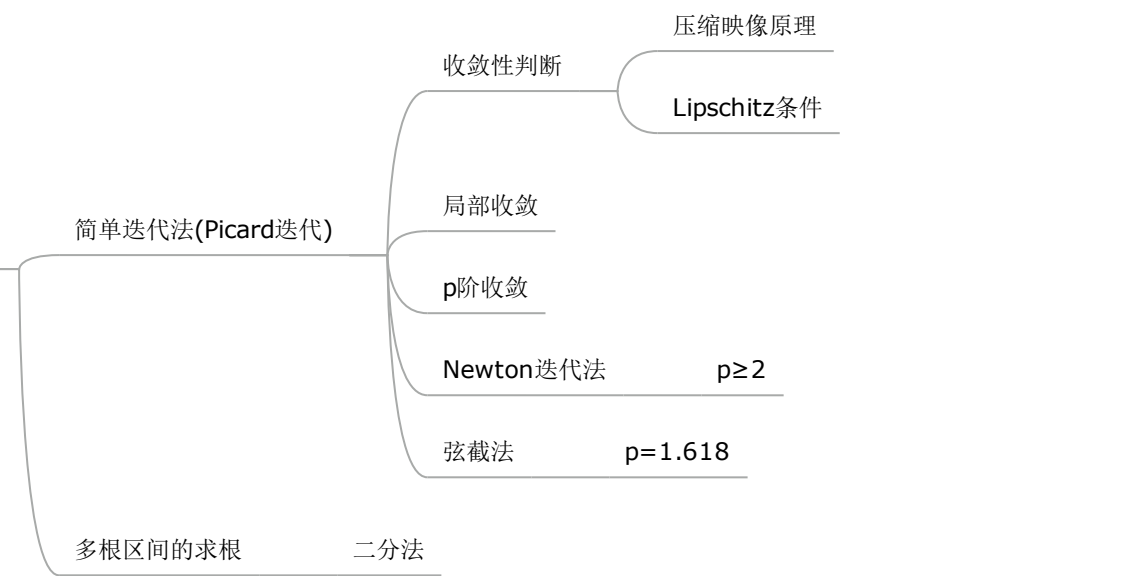 压缩映像原理
收敛性判断
Lipschitz条件
局部收敛
简单迭代法(Picard迭代)
p阶收敛
Newton迭代法 p≥2
弦截法 p=1.618
多根区间的求根 二分法